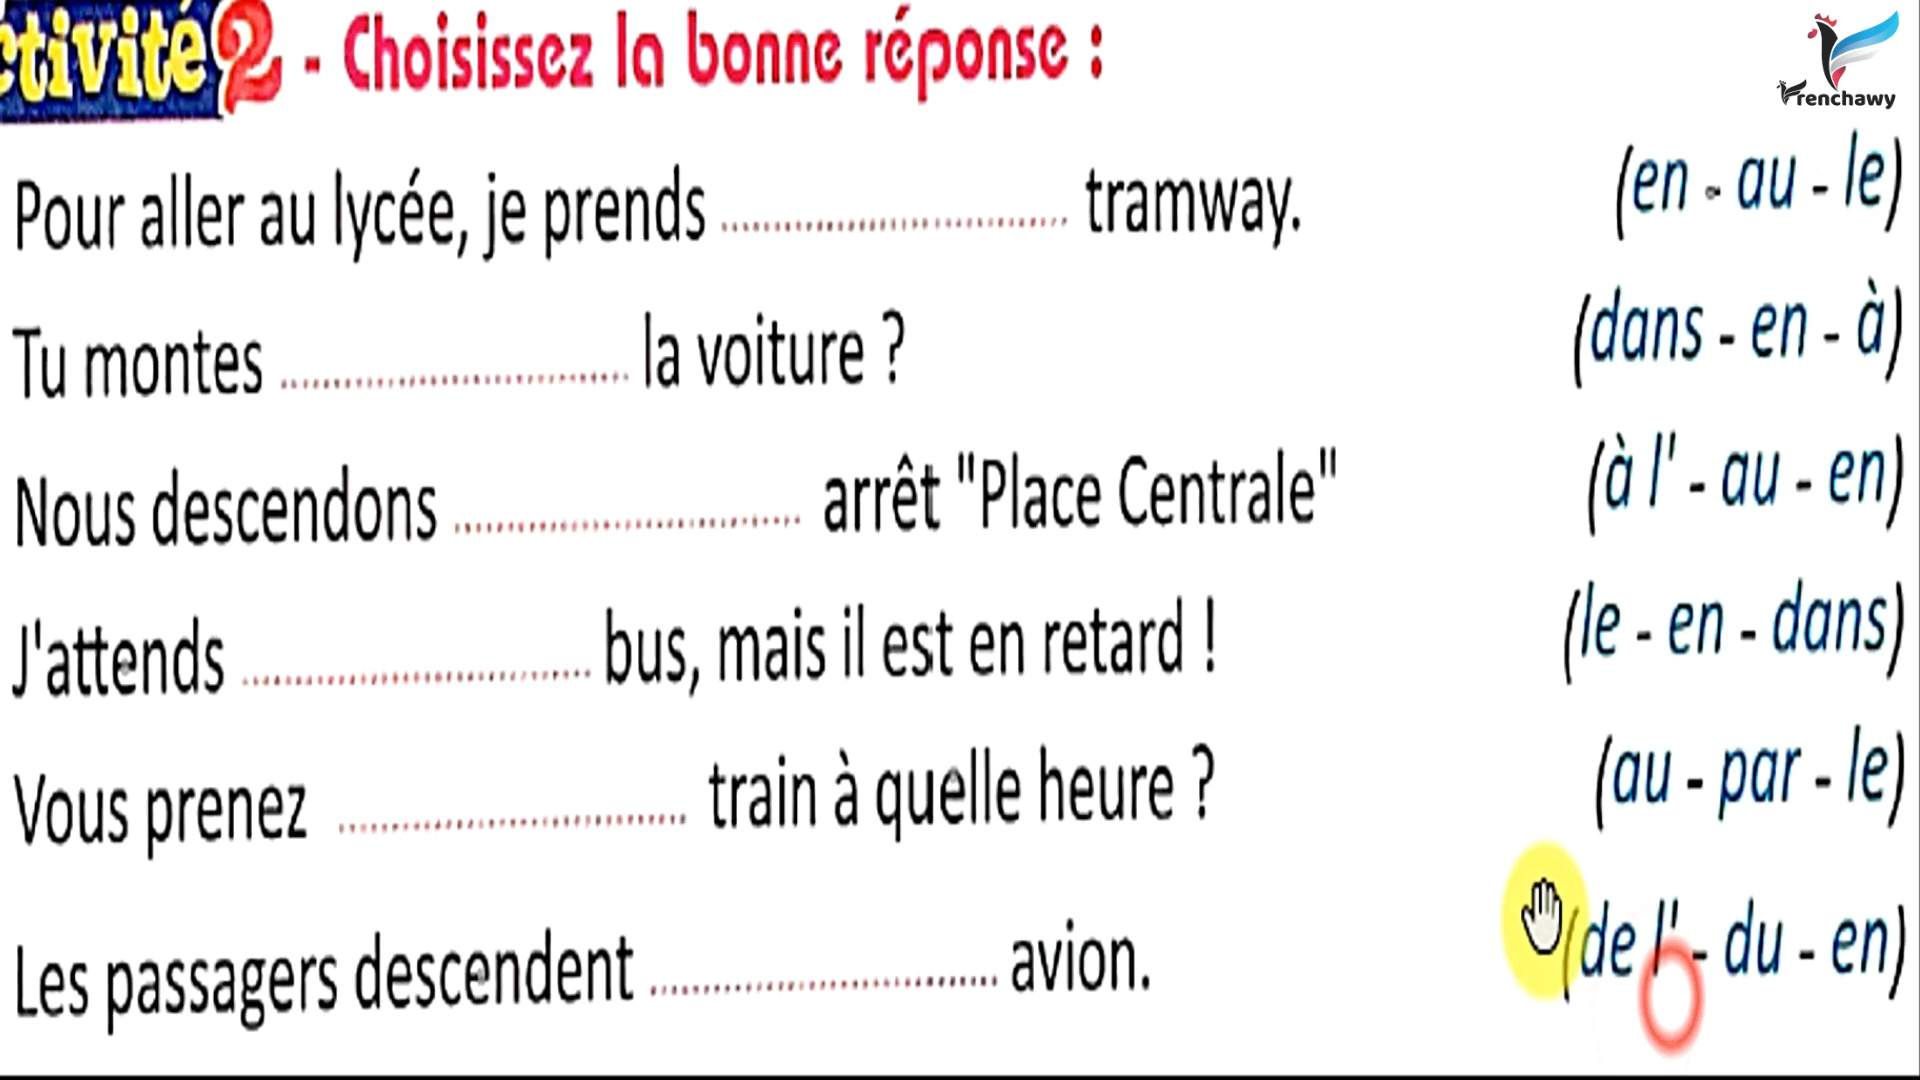 ctivité 2 - Choisissez la bonne réponse :
Frenchawy
Pour aller au lycée, je prends ........................ tramway. (en - au - le)
Tu montes ........................ la voiture ? (dans - en - à)
Nous descendons ........................ arrêt "Place Centrale" (à l' - au - en)
J'attends ........................ bus, mais il est en retard ! (le - en - dans)
Vous prenez ........................ train à quelle heure ? (au - par - le)
Les passagers descendent ........................ avion. (de l' - du - en)